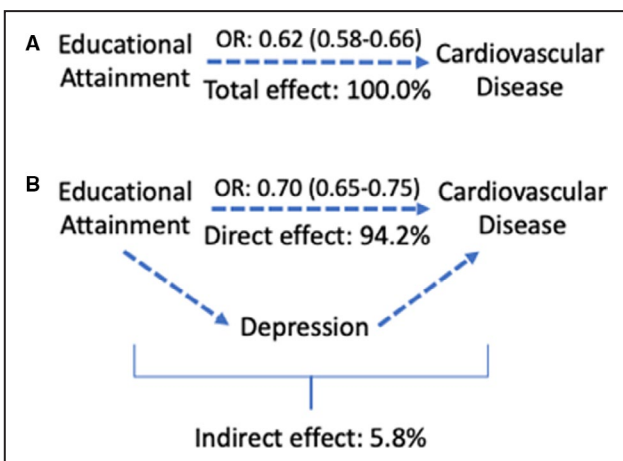 A
Educational
Attainment
OR: 0.62 (0.58-0.66)
Total effect: 100.0%
Cardiovascular
Disease
B
Educational
Attainment
OR: 0.70 (0.65-0.75)
Direct effect: 94.2%
Cardiovascular
Disease
Depression
Indirect effect: 5.8%